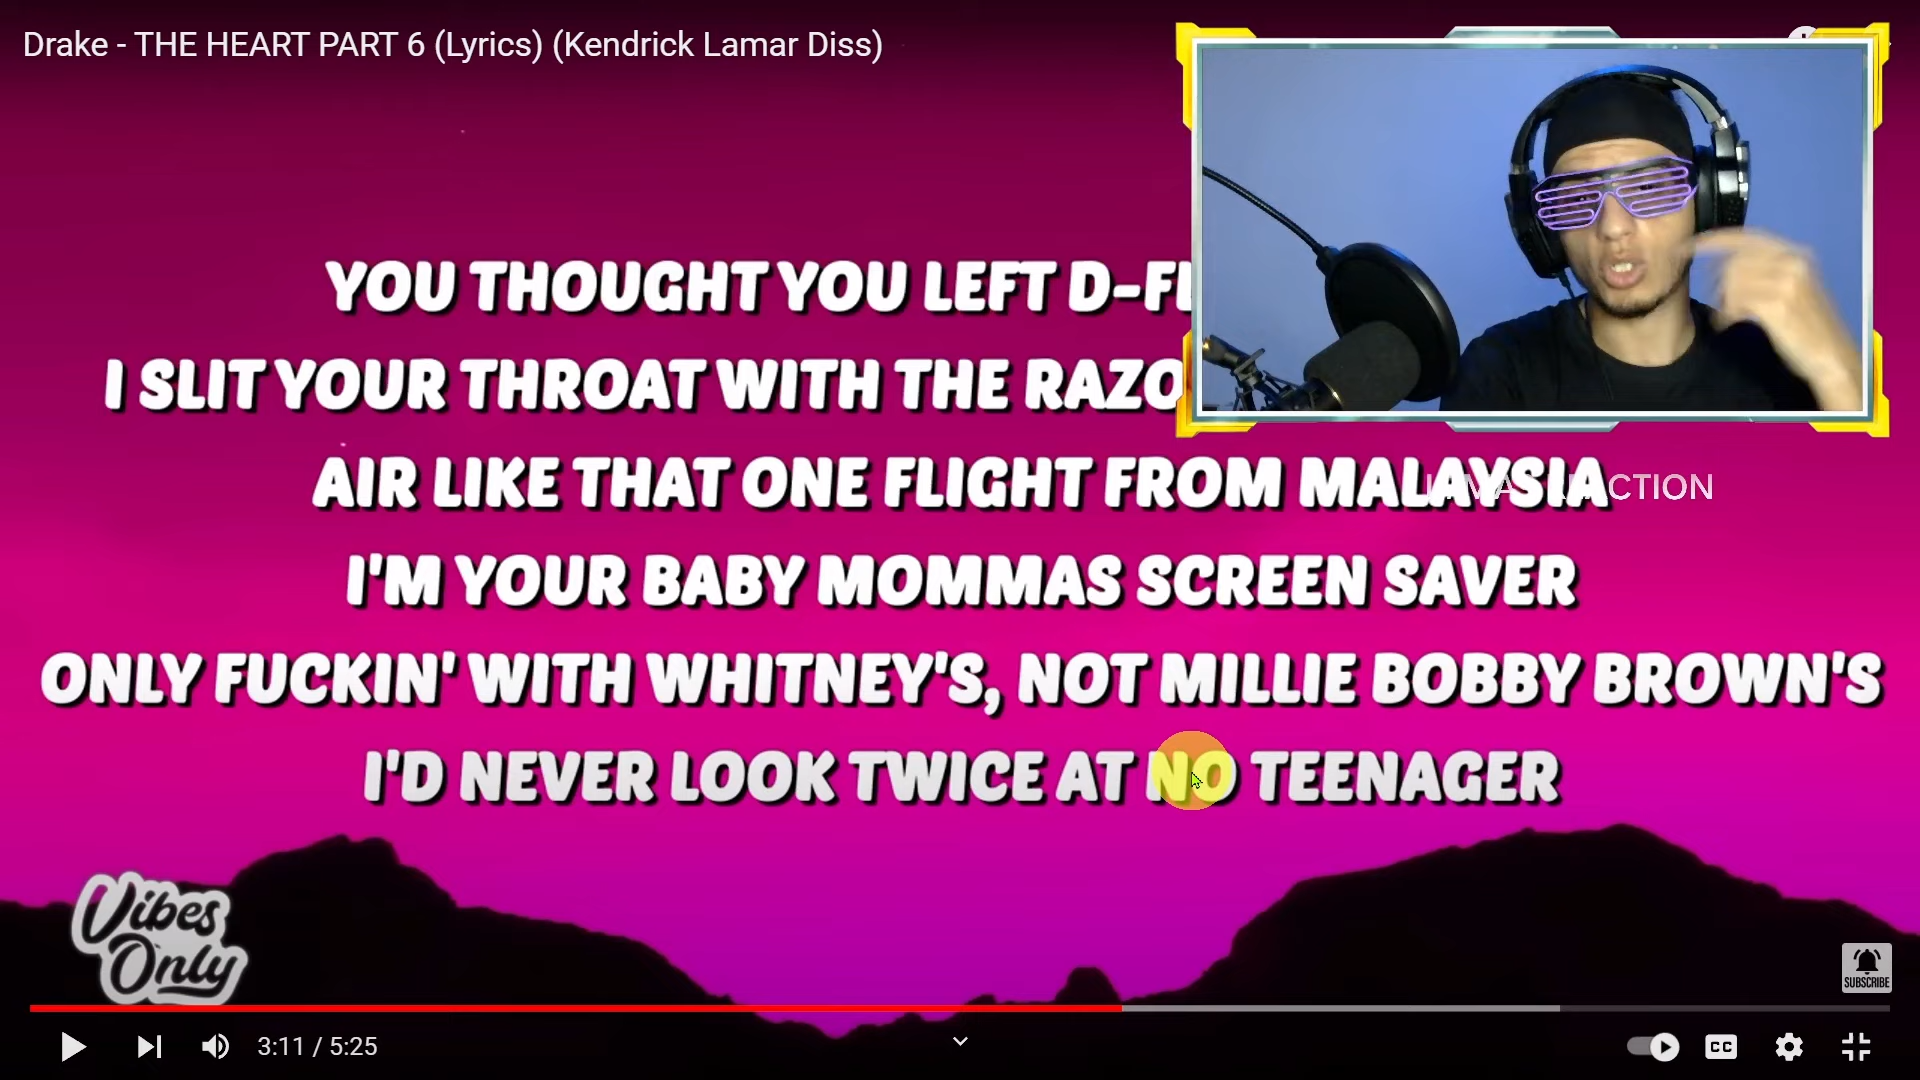 Drake - THE HEART PART 6 (Lyrics) (Kendrick Lamar Diss)
YOU THOUGHT YOU LEFT
I SLIT YOUR THROAT WITH THE
AIR LIKE THAT ONE FLIGHT FROM MALAYSIA
I'M YOUR BABY MOMMAS SCREEN SAVER
ONLY FUCKIN' WITH WHITNEY'S, NOT MILLIE BOBBY BROWN'S
I'D NEVER LOOK TWICE AT NO TEENAGER
Vibes
Only
SUBSCRIBE
3:11 / 5:25
CC